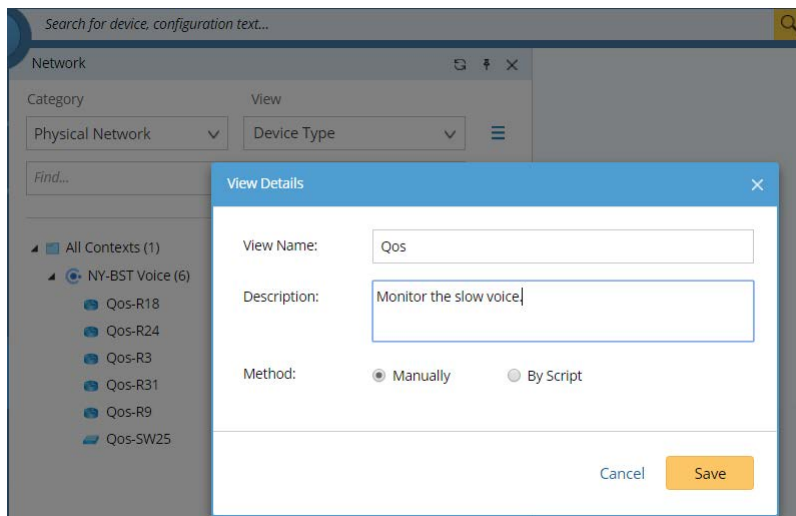 Search for device, configuration text...
Network
Category View
Physical Network Device Type
Find...
View Details
View Name: Qos
Description: Monitor the slow voice.
Method: Manually By Script
Cancel Save
All Contexts (1)
NY-BST Voice (6)
Qos-R18
Qos-R24
Qos-R3
Qos-R31
Qos-R9
Qos-SW25